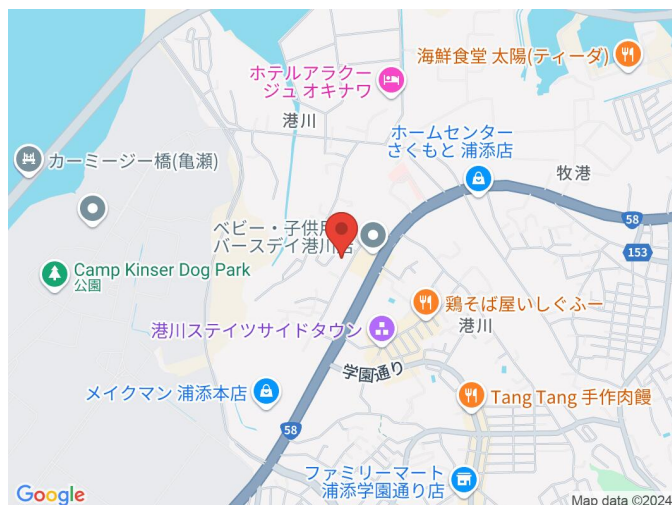 海鮮食堂 太陽(ティーダ)
ホテルアラクー
ジュ オキナワ
港川
ホームセンター
さくもと 浦添店
カーミージー橋(亀瀬)
牧港
58
ベビー・子供用
バースデイ港川店
153
Camp Kinser Dog Park
公園
鶏そば屋いしぐふー
港川ステイツサイドタウン
港川
学園通り
メイクマン 浦添本店
Tang Tang 手作肉饅
58
ファミリーマート
浦添学園通り店
Google
Map data ©2024